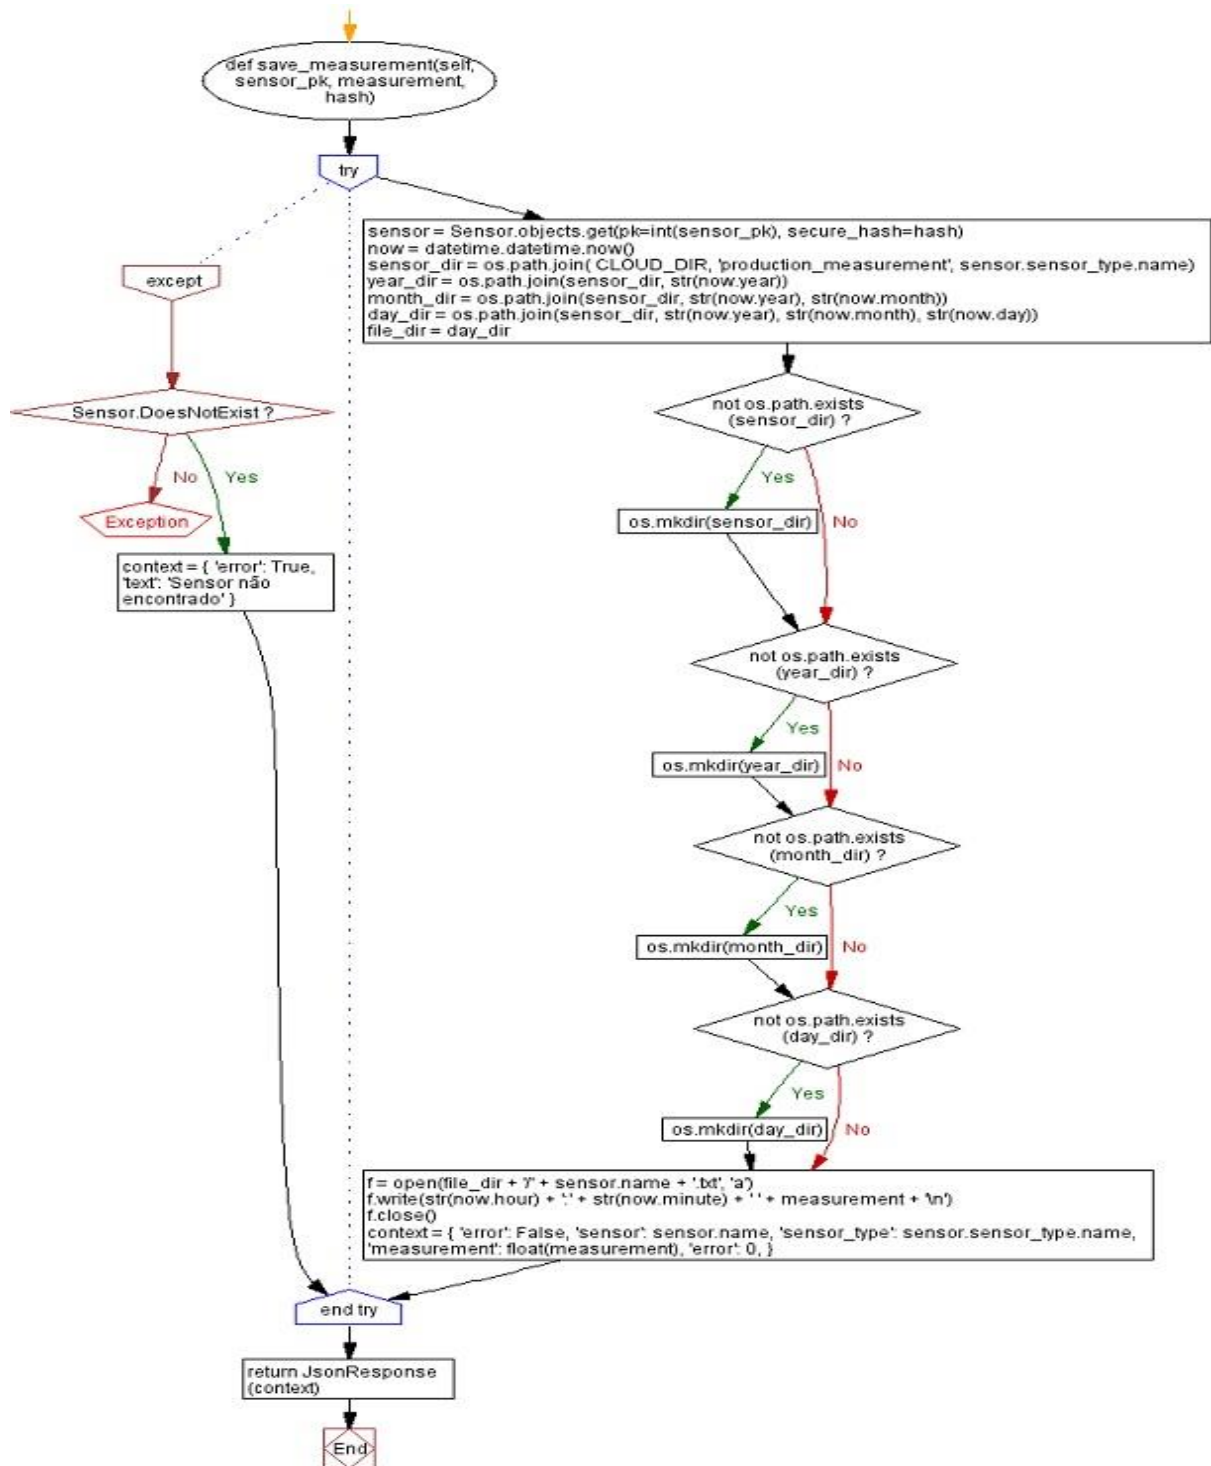 def save_measurement(self,
sensor_pk, measurement,
hash)
try
sensor = Sensor.objects.get(pk=int(sensor_pk), secure_hash=hash)
now = datetime.datetime.now()
sensor_dir = os.path.join( CLOUD_DIR, 'production_measurement', sensor.sensor_type.name)
year_dir = os.path.join(sensor_dir, str(now.year))
month_dir = os.path.join(sensor_dir, str(now.year), str(now.month))
day_dir = os.path.join(sensor_dir, str(now.year), str(now.month), str(now.day))
file_dir = day_dir
except
Sensor.DoesNotExist ?
No
Yes
Exception
context = { 'error': True,
'text': 'Sensor não
encontrado' }
not os.path.exists
(sensor_dir) ?
Yes
os.mkdir(sensor_dir)
No
not os.path.exists
(year_dir) ?
Yes
os.mkdir(year_dir)
No
not os.path.exists
(month_dir) ?
Yes
os.mkdir(month_dir)
No
not os.path.exists
(day_dir) ?
Yes
os.mkdir(day_dir)
No
f = open(file_dir + '/' + sensor.name + '.txt', 'a')
f.write(str(now.hour) + ':' + str(now.minute) + ' ' + measurement + '\n')
f.close()
context = { 'error': False, 'sensor': sensor.name, 'sensor_type': sensor.sensor_type.name,
'measurement': float(measurement), 'error': 0, }
end try
return JsonResponse
(context)
End